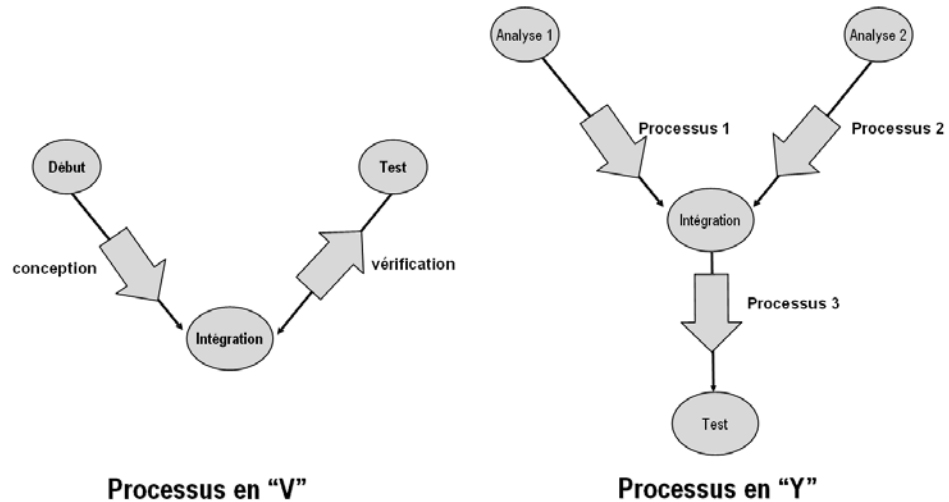 Analyse 1
Analyse 2
Processus 1
Processus 2
Début
Test
Intégration
conception
vérification
Intégration
Processus 3
Test
Processus en “V”
Processus en “Y”